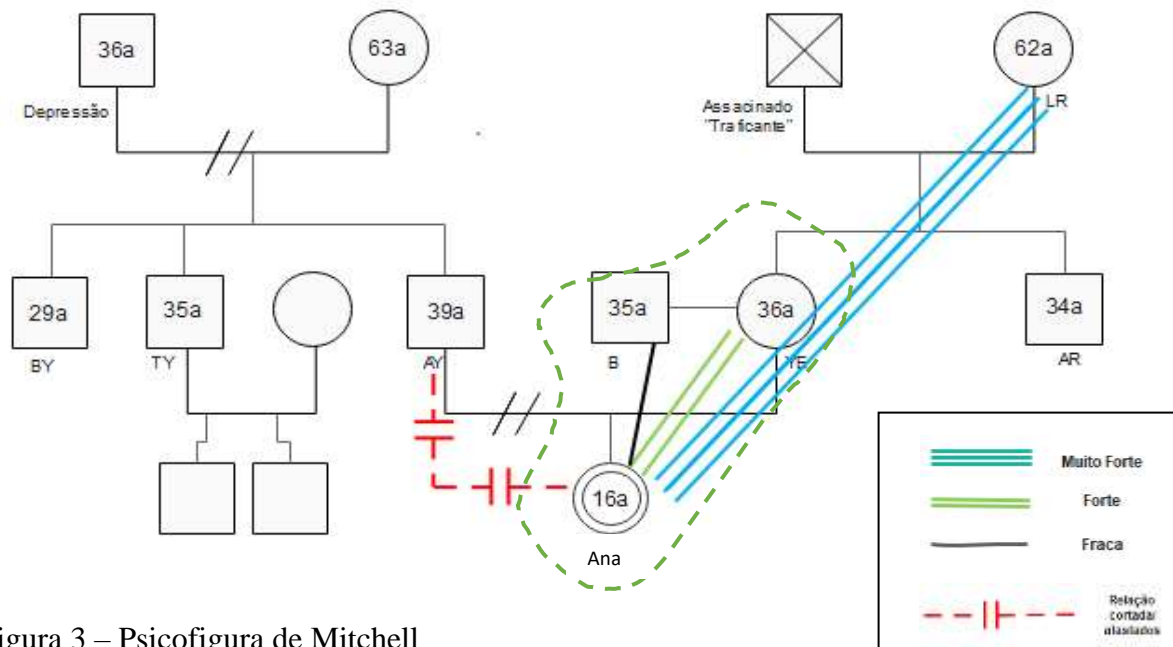 36a
63a
62a
Depressão
Assacinado
"Traficante"
LR
29a
35a
39a
35a
36a
34a
BY
TY
AY
B
YE
AR
16a
Ana
Muito Forte
Forte
Fraca
Relação
cortada/
afastados
igura 3 – Psicofigura de Mitchell